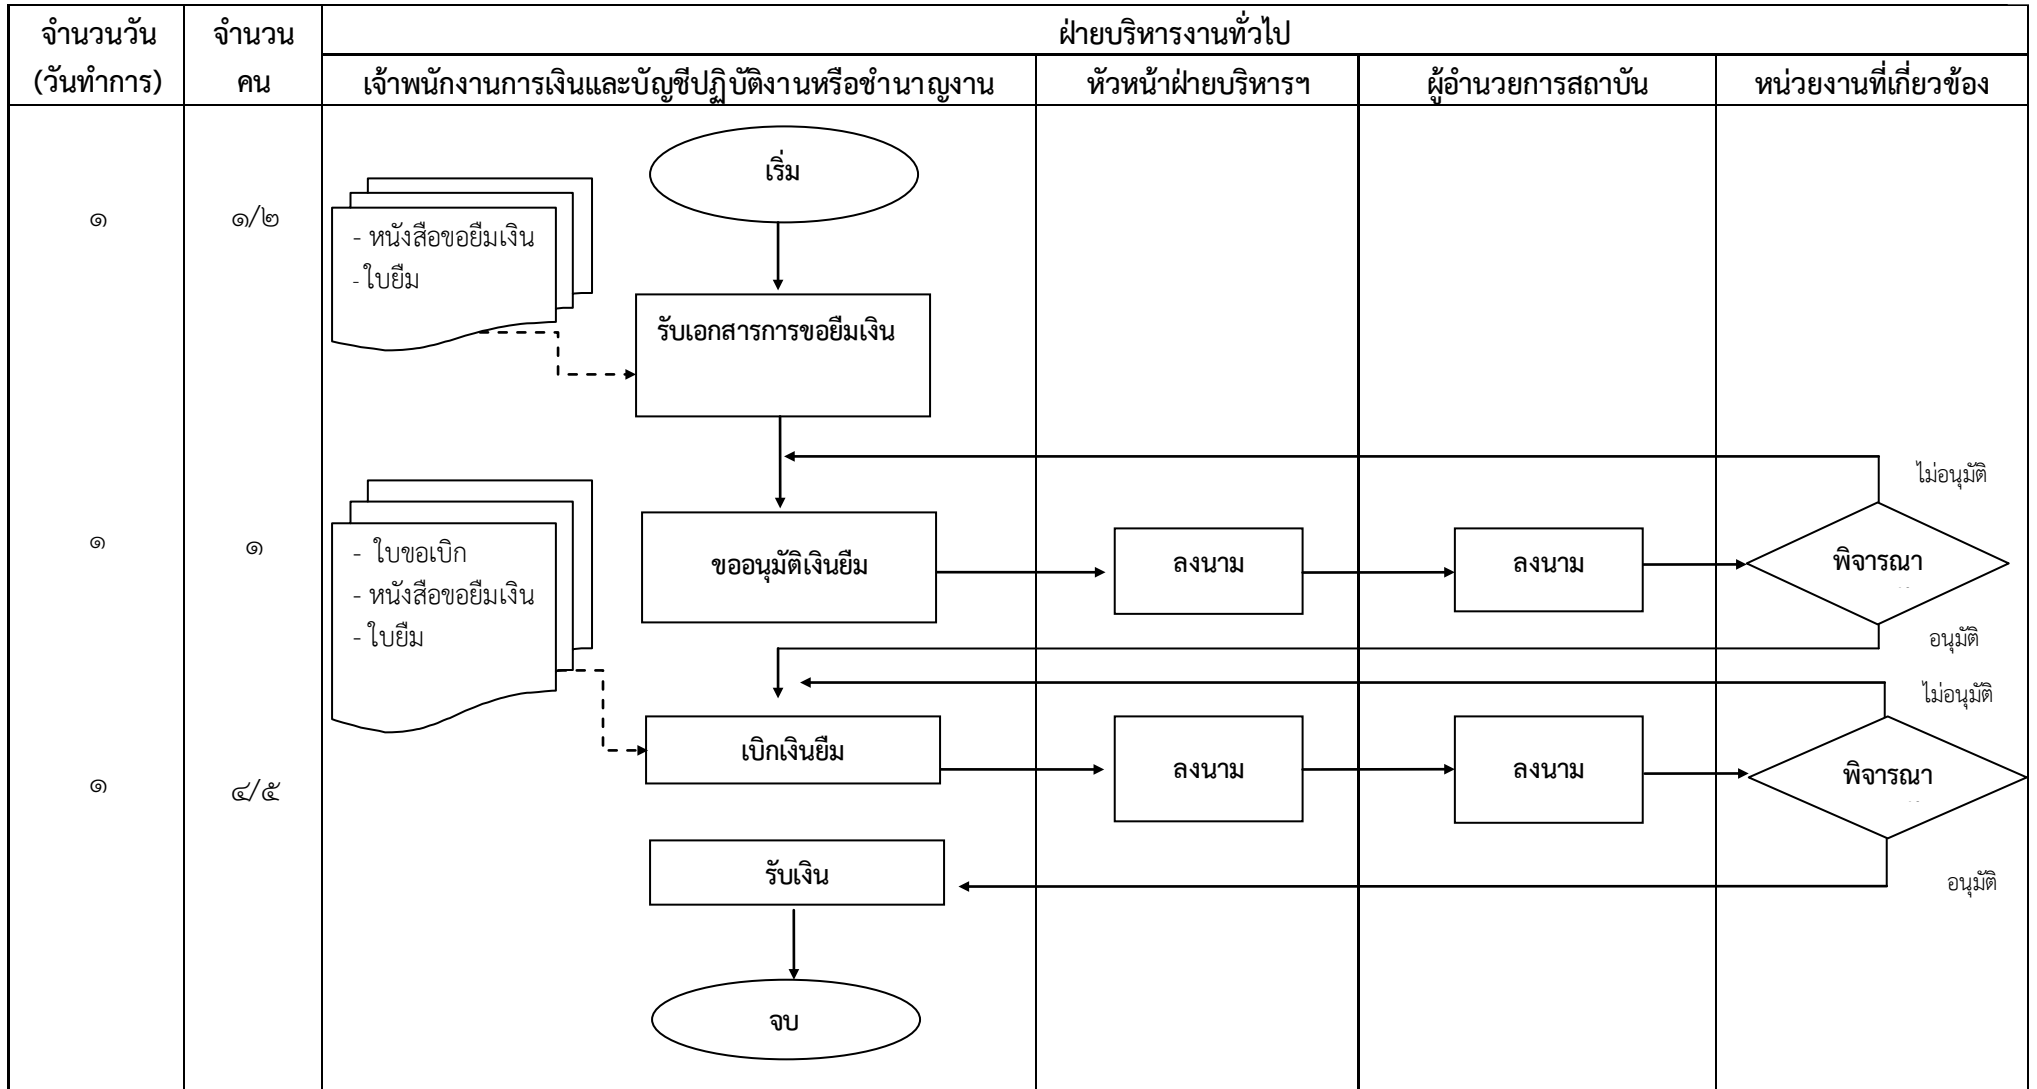 จำนวนวัน
(วันทำการ)
จำนวน
คน
ฝ่ายบริหารงานทั่วไป
เจ้าพนักงานการเงินและบัญชีปฏิบัติงานหรือชำนาญงาน
หัวหน้าฝ่ายบริหารฯ
ผู้อำนวยการสถาบัน
หน่วยงานที่เกี่ยวข้อง
เริ่ม
๑
๑/๒
- หนังสือขอยืมเงิน
- ใบยืม
รับเอกสารการขอยืมเงิน
ไม่อนุมัติ
๑
๑
- ใบขอเบิก
- หนังสือขอยืมเงิน
- ใบยืม
ขออนุมัติเงินยืม
ลงนาม
ลงนาม
พิจารณา
อนุมัติ
ไม่อนุมัติ
๑
๔/๕
เบิกเงินยืม
ลงนาม
ลงนาม
พิจารณา
รับเงิน
อนุมัติ
จบ